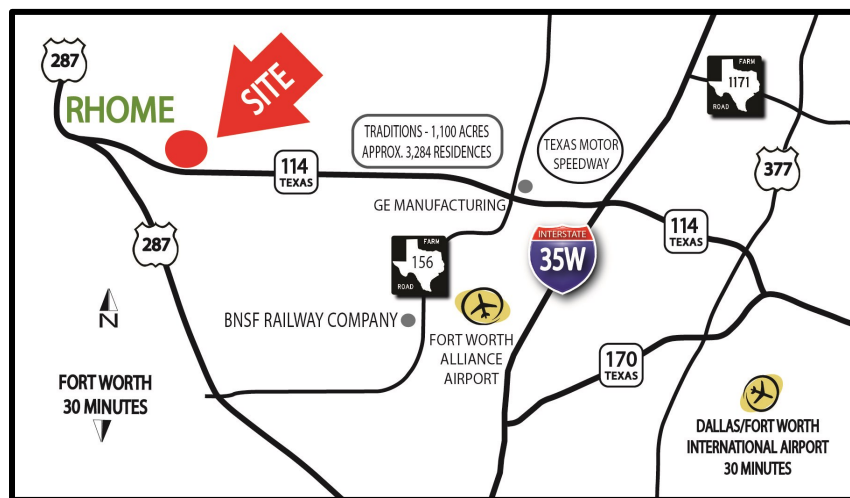 287
RHOME
SITE
114
TEXAS
TRADITIONS - 1,100 ACRES
APPROX. 3,284 RESIDENCES
TEXAS MOTOR
SPEEDWAY
FARM
1171
ROAD
377
GE MANUFACTURING
287
FARM
156
ROAD
INTERSTATE
35W
114
TEXAS
N
BNSF RAILWAY COMPANY
FORT WORTH
ALLIANCE
AIRPORT
170
TEXAS
FORT WORTH
30 MINUTES
DALLAS/FORT WORTH
INTERNATIONAL AIRPORT
30 MINUTES